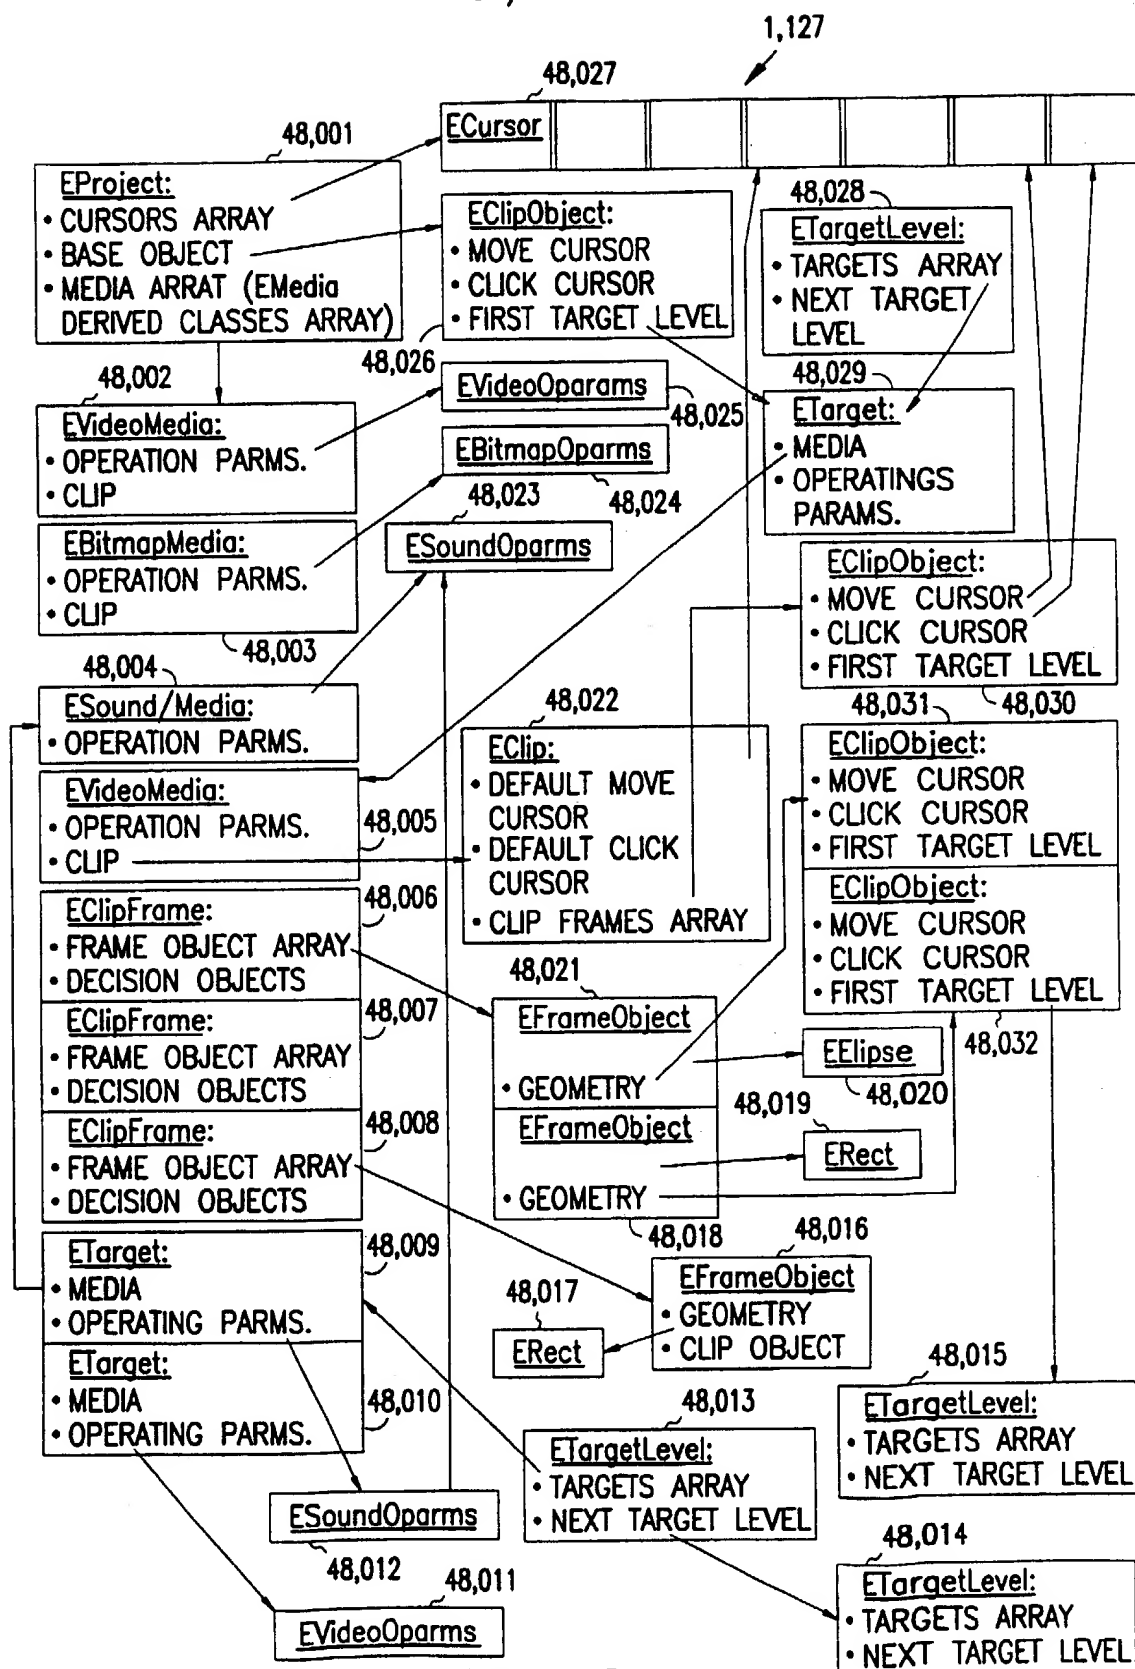 1,127
48,027
ECursor
48,001
EProject:
• CURSORS ARRAY
• BASE OBJECT
• MEDIA ARRAT (EMedia
DERIVED CLASSES ARRAY)
EClipObject:
• MOVE CURSOR
• CLICK CURSOR
• FIRST TARGET LEVEL
48,026
48,028
ETargetLevel:
• TARGETS ARRAY
• NEXT TARGET
LEVEL
48,002
EVideoMedia:
• OPERATION PARMS.
• CLIP
EVideoOparams
48,025
48,029
ETarget:
• MEDIA
• OPERATINGS
PARAMS.
EBitmapOparms
48,024
48,023
ESoundOparms
EBitmapMedia:
• OPERATION PARMS.
• CLIP
48,003
EClipObject:
• MOVE CURSOR
• CLICK CURSOR
• FIRST TARGET LEVEL
48,030
48,004
ESound/Media:
• OPERATION PARMS.
EVideoMedia:
• OPERATION PARMS.
• CLIP
48,005
48,022
EClip:
• DEFAULT MOVE
CURSOR
• DEFAULT CLICK
CURSOR
• CLIP FRAMES ARRAY
48,031
EClipObject:
• MOVE CURSOR
• CLICK CURSOR
• FIRST TARGET LEVEL
EClipObject:
• MOVE CURSOR
• CLICK CURSOR
• FIRST TARGET LEVEL
48,032
EClipFrame:
• FRAME OBJECT ARRAY
• DECISION OBJECTS
48,006
EClipFrame:
• FRAME OBJECT ARRAY
• DECISION OBJECTS
48,007
EClipFrame:
• FRAME OBJECT ARRAY
• DECISION OBJECTS
48,008
48,021
EFrameObject
• GEOMETRY
EElipse
48,020
EFrameObject
• GEOMETRY
48,018
48,019
ERect
ETarget:
• MEDIA
• OPERATING PARMS.
48,009
ETarget:
• MEDIA
• OPERATING PARMS.
48,010
48,016
EFrameObject
• GEOMETRY
• CLIP OBJECT
48,017
ERect
48,015
ETargetLevel:
• TARGETS ARRAY
• NEXT TARGET LEVEL
48,013
ETargetLevel:
• TARGETS ARRAY
• NEXT TARGET LEVEL
ESoundOparms
48,012
48,011
EVideoOparms
48,014
ETargetLevel:
• TARGETS ARRAY
• NEXT TARGET LEVEL